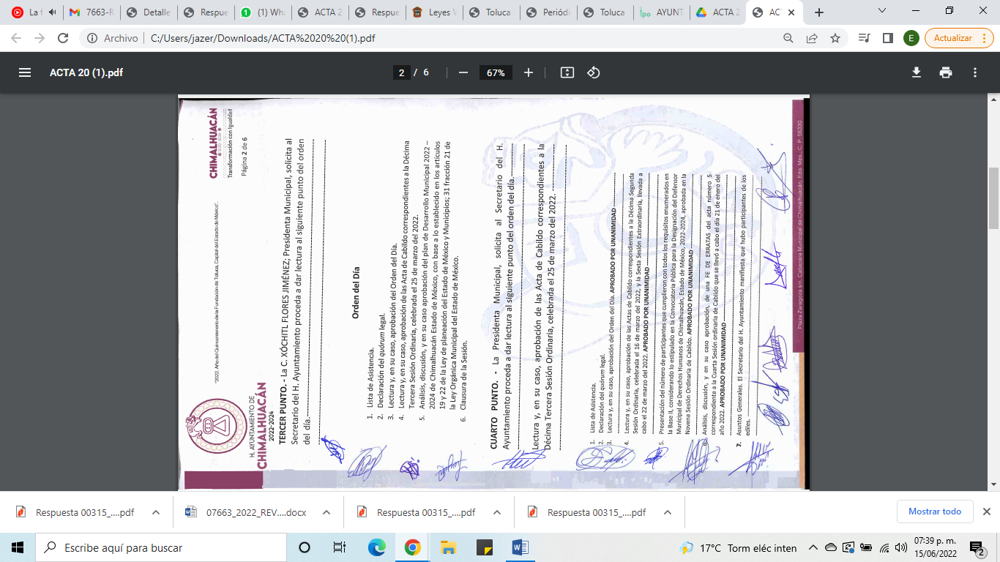 La f
7663-R
Detalle
Respue
(1) Wha
ACTA 2
Respue
Leyes V
Toluca
Periódi
Toluca
AYUNT
ACTA 2
AC
Archivo C:/Users/jazer/Downloads/ACTA%2020%20(1).pdf
E
Actualizar
ACTA 20 (1).pdf
2 / 6
67%
H. AYUNTAMIENTO DE
CHIMALHUACÁN
2022-2024
"2022. Año del Quincentenario de la Fundación de Toluca, Capital del Estado de México".
CHIMALHUACÁN
2022-2024
Transformación con Igualdad
Página 2 de 6
TERCER PUNTO. - La C. XÓCHITL FLORES JIMÉNEZ; Presidenta Municipal, solicita al
Secretario del H. Ayuntamiento proceda a dar lectura al siguiente punto del orden
del día.
Orden del Día
1. Lista de Asistencia.
2. Declaración del quórum legal.
3. Lectura y, en su caso, aprobación del Orden del Día.
4. Lectura y, en su caso, aprobación de las Acta de Cabildo correspondientes a la Décima
Tercera Sesión Ordinaria, celebrada el 25 de marzo del 2022.
5. Análisis, discusión, y en su caso aprobación del plan de Desarrollo Municipal 2022 –
2024 de Chimalhuacán Estado de México, con base a lo establecido en los artículos
19 y 22 de la Ley de planeación del Estado de México y Municipios; 31 fracción 21 de
la Ley Orgánica Municipal del Estado de México.
6. Clausura de la Sesión.
CUARTO PUNTO. - La Presidenta Municipal, solicita al Secretario del H.
Ayuntamiento proceda a dar lectura al siguiente punto del orden del día.
Lectura y, en su caso, aprobación de las Acta de Cabildo correspondientes a la
Décima Tercera Sesión Ordinaria, celebrada el 25 de marzo del 2022.
1. Lista de Asistencia.
2. Declaración del quórum legal.
3. Lectura y, en su caso, aprobación del Orden del Día. APROBADO POR UNANIMIDAD
4. Lectura y, en su caso, aprobación de las Actas de Cabildo correspondientes a la Décima Segunda
Sesión Ordinaria, celebrada el 16 de marzo del 2022, y la Sexta Sesión Extraordinaria, llevada a
cabo el 22 de marzo del 2022. APROBADO POR UNANIMIDAD
5. Presentación del número de participantes que cumplieron con todos los requisitos enumerados en
la Base II, considerando lo estipulado en la Convocatoria Pública para la Designación del Defensor
Municipal de Derechos Humanos de Chimalhuacán, Estado de México, 2022-2024, aprobada en la
Novena Sesión Ordinaria de Cabildo. APROBADO POR UNANIMIDAD
6. Análisis, discusión, y en su caso aprobación, de una FE DE ERRATAS del acta número 5
correspondiente a la Cuarta Sesión ordinaria de Cabildo que se llevó a cabo el día 21 de enero del
año 2022. APROBADO POR UNANIMIDAD
7. Asuntos Generales. El Secretario del H. Ayuntamiento manifiesta que hubo participantes de los
ediles.
Plaza Zaragoza s/n, Cabecera Municipal de Chimalhuacán, Edo. Méx., C. P. 56330
Respuesta 00315_....pdf
07663_2022_REV....docx
Respuesta 00315_....pdf
Respuesta 00315_....pdf
Mostrar todo
Escribe aquí para buscar
17°C Torm eléc inten
07:39 p. m.
15/06/2022
2